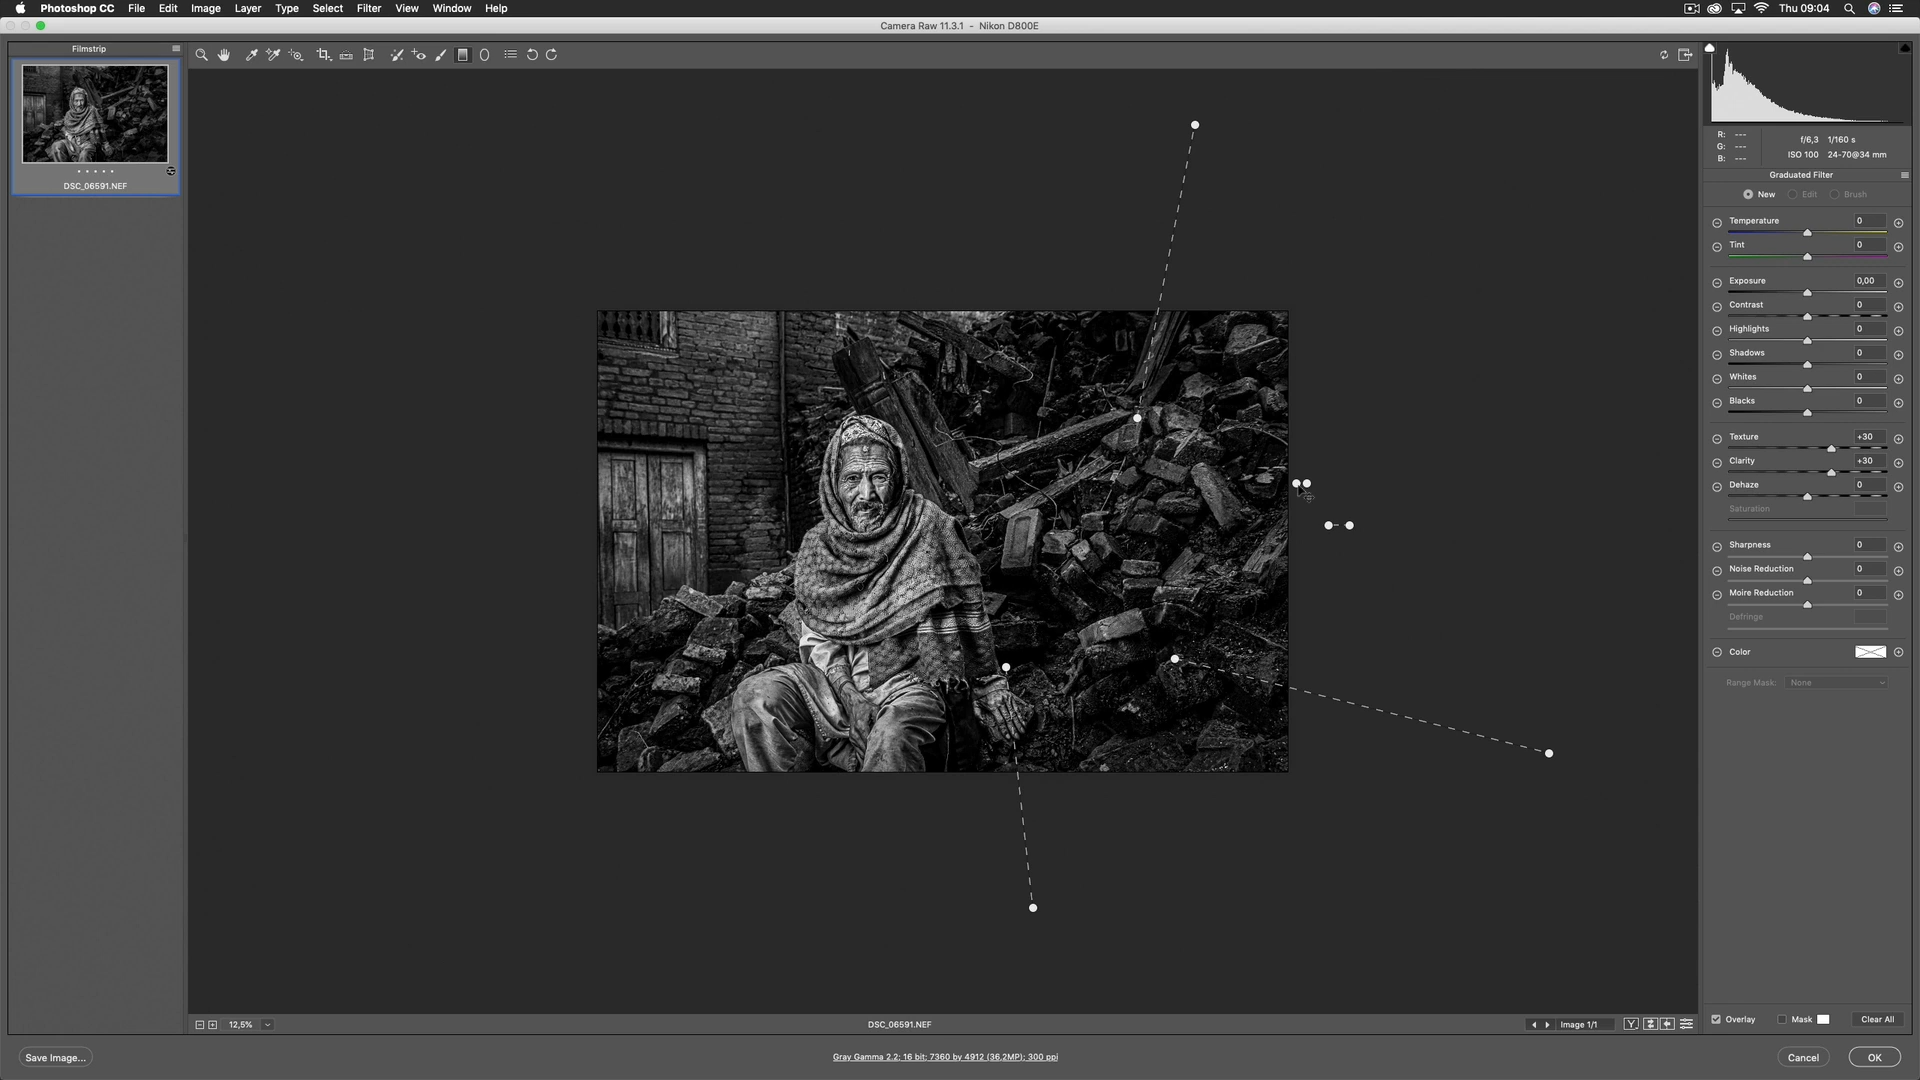 Photoshop CC File Edit Image Layer Type Select Filter View Window Help Thu 09:04
Camera Raw 11.3.1 - Nikon D800E
Filmstrip
DSC_06591.NEF
R: ---
G: ---
B: ---
f/6,3 1/160 s
ISO 100 24-70@34 mm
Graduated Filter
New Edit Brush
Temperature 0
Tint 0
Exposure 0,00
Contrast 0
Highlights 0
Shadows 0
Whites 0
Blacks 0
Texture +30
Clarity +30
Dehaze 0
Saturation
Sharpness 0
Noise Reduction 0
Moire Reduction 0
Defringe
Color
Range Mask: None
12,5%
DSC_06591.NEF
Image 1/1
Y
Overlay Mask Clear All
Save Image...
Gray Gamma 2.2; 16 bit; 7360 by 4912 (36,2MP); 300 ppi
Cancel OK